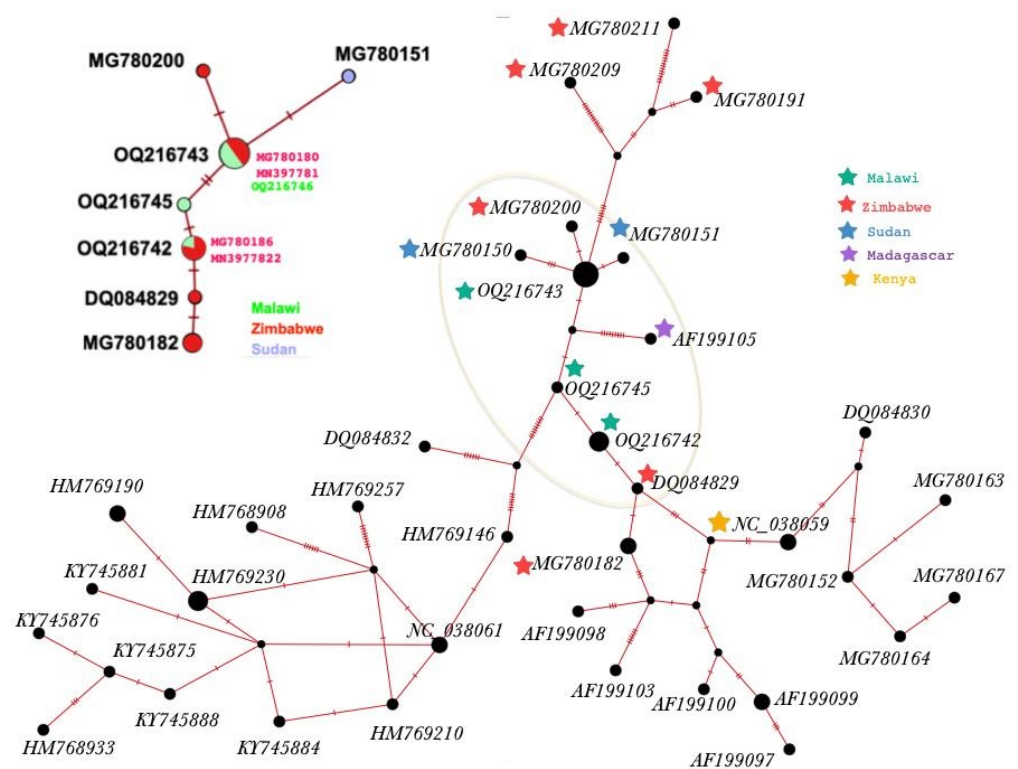 MG780200
MG780151
OQ216743
MG780180
MN397781
OQ216746
OQ216745
OQ216742
MG780186
MN3977822
DQ084829
MG780182
Malawi
Zimbabwe
Sudan
MG780211
MG780209
MG780191
MG780200
MG780151
MG780150
OQ216743
AF199105
OQ216745
OQ216742
DQ084829
Malawi
Zimbabwe
Sudan
Madagascar
Kenya
DQ084832
DQ084830
HM769190
HM769257
MG780163
HM768908
HM769146
NC_038059
KY745881
HM769230
MG780182
MG780152
MG780167
KY745876
KY745875
NC_038061
AF199098
MG780164
AF199103
AF199100
AF199099
KY745888
HM769210
HM768933
KY745884
AF199097